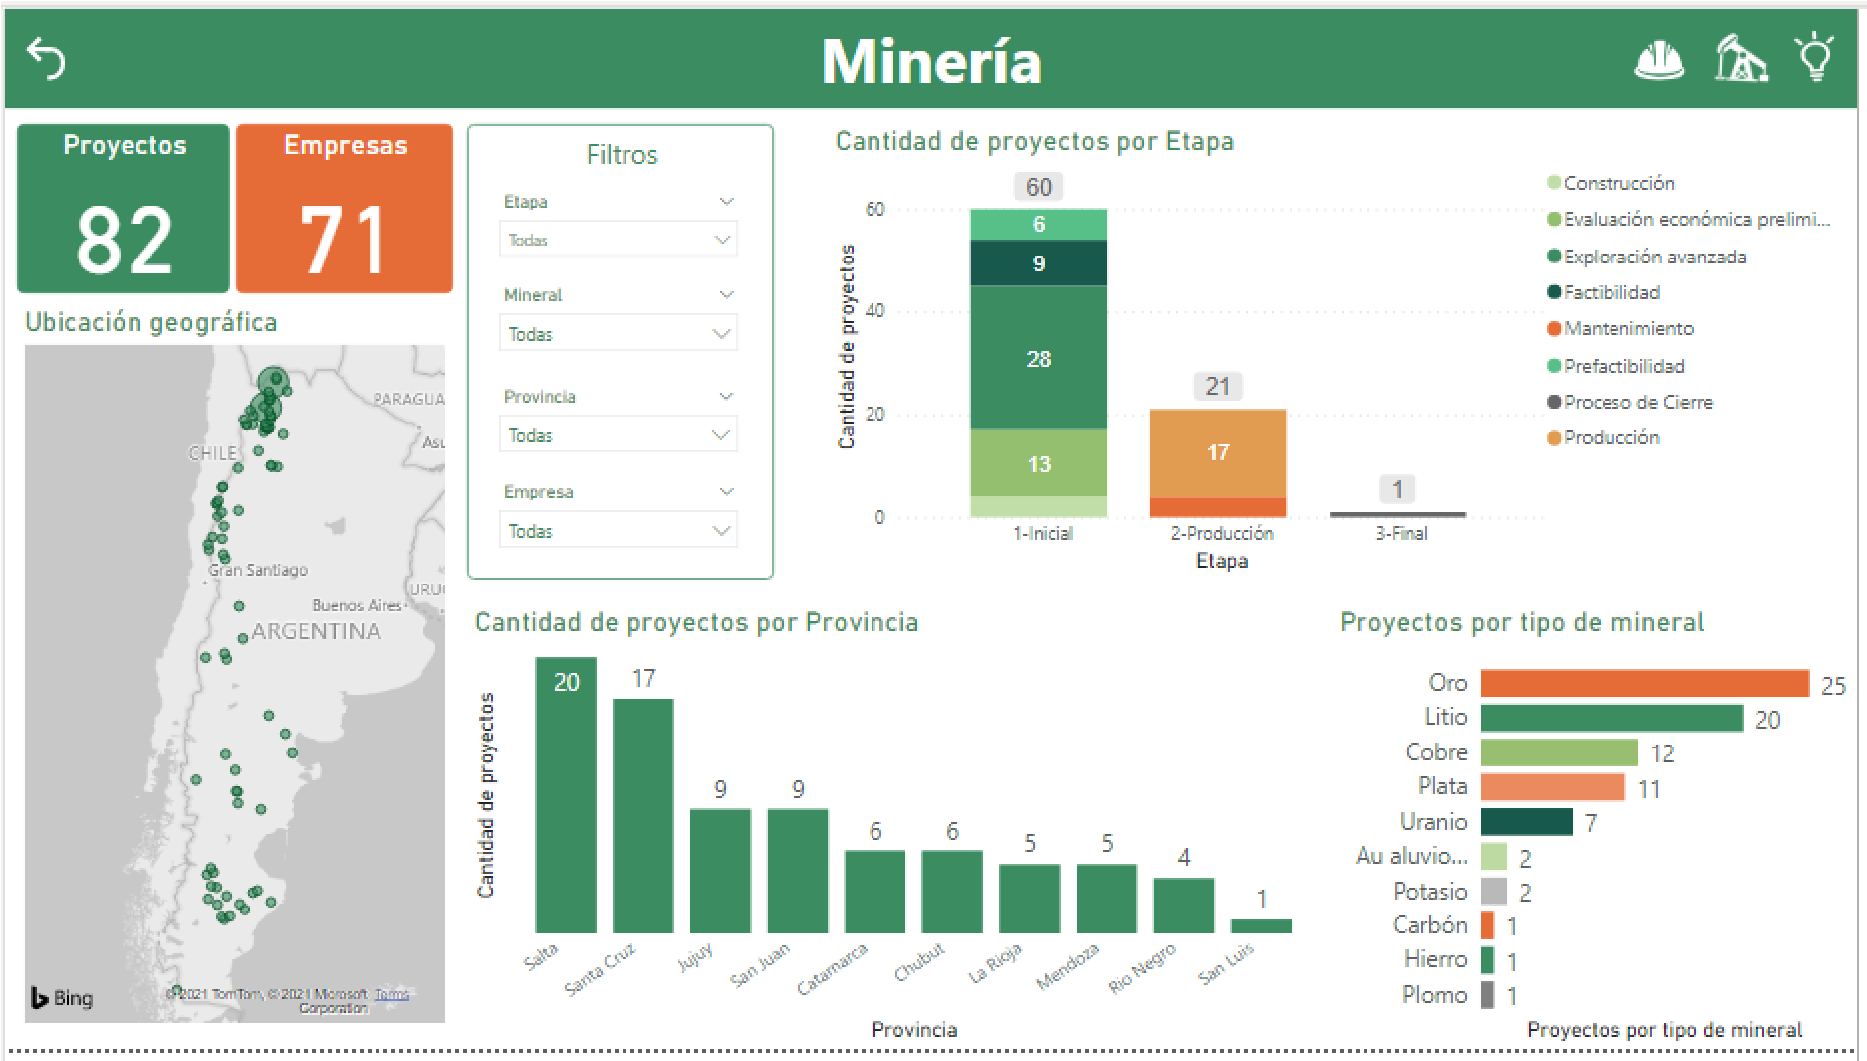 Minería
Proyectos
82
Empresas
71
Filtros
Etapa
Todas
Mineral
Todas
Provincia
Todas
Empresa
Todas
Ubicación geográfica
PARAGUA
Asu
CHILE
Gran Santiago
URU
Buenos Aires
ARGENTINA
Bing
© 2021 TomTom, © 2021 Microsoft Corporation Terms
Cantidad de proyectos por Etapa
Cantidad de proyectos
60
40
20
0
60
6
9
28
13
21
17
1
1-Inicial
2-Producción
3-Final
Etapa
Construcción
Evaluación económica prelimi...
Exploración avanzada
Factibilidad
Mantenimiento
Prefactibilidad
Proceso de Cierre
Producción
Cantidad de proyectos por Provincia
Cantidad de proyectos
20
17
9
9
6
6
5
5
4
1
Salta
Santa Cruz
Jujuy
San Juan
Catamarca
Chubut
La Rioja
Mendoza
Rio Negro
San Luis
Provincia
Proyectos por tipo de mineral
Oro 25
Litio 20
Cobre 12
Plata 11
Uranio 7
Au aluvio... 2
Potasio 2
Carbón 1
Hierro 1
Plomo 1
Proyectos por tipo de mineral